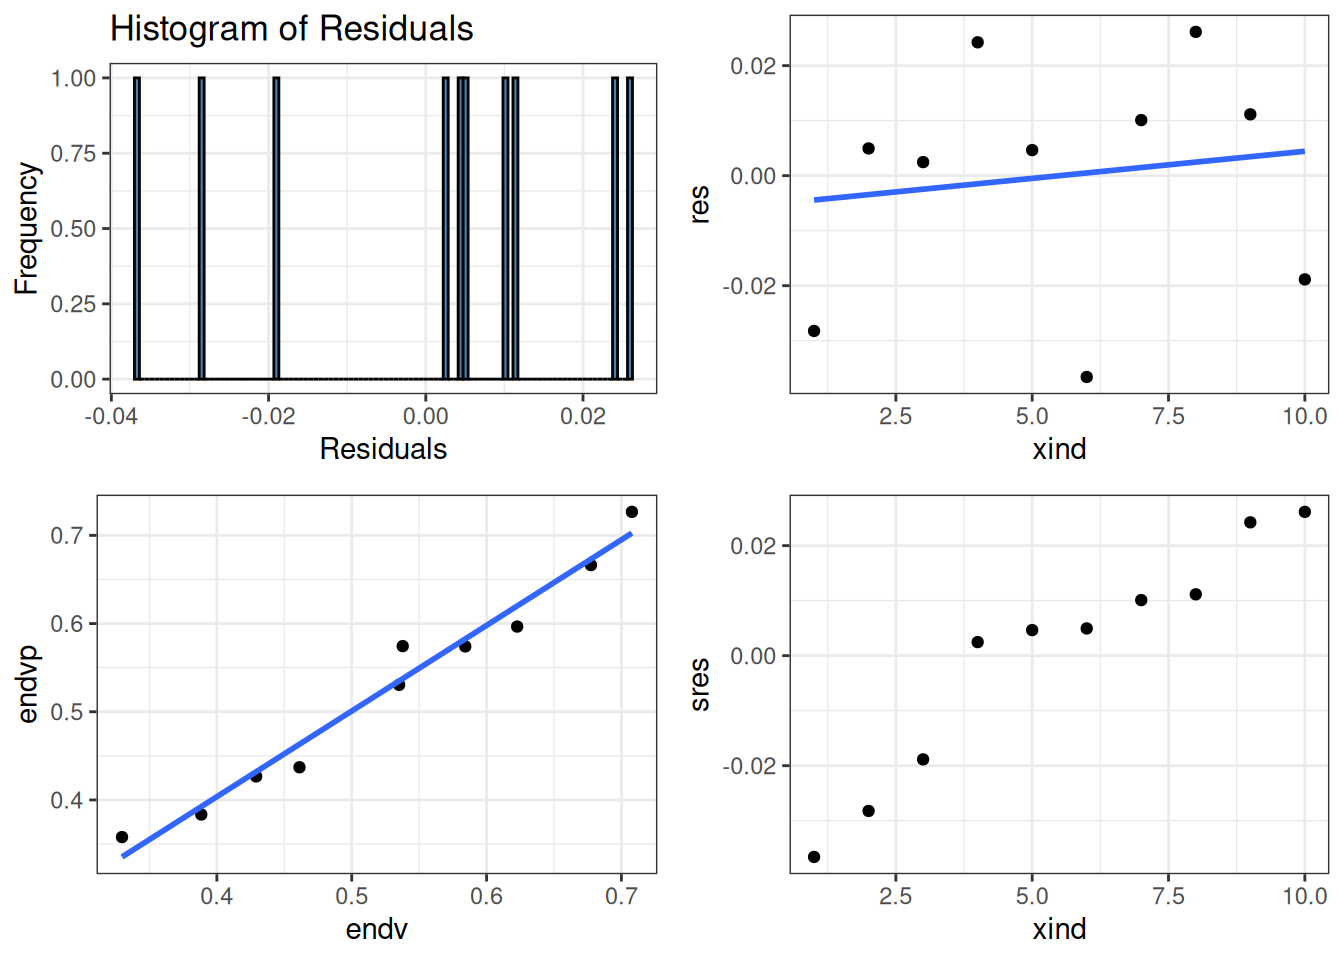 Histogram of Residuals
1.00
0.75
0.50
0.25
0.00
Frequency
-0.04 -0.02 0.00 0.02
Residuals
0.02
0.00
-0.02
res
2.5 5.0 7.5 10.0
xind
0.7
0.6
0.5
0.4
endvp
0.4 0.5 0.6 0.7
endv
0.02
0.00
-0.02
sres
2.5 5.0 7.5 10.0
xind